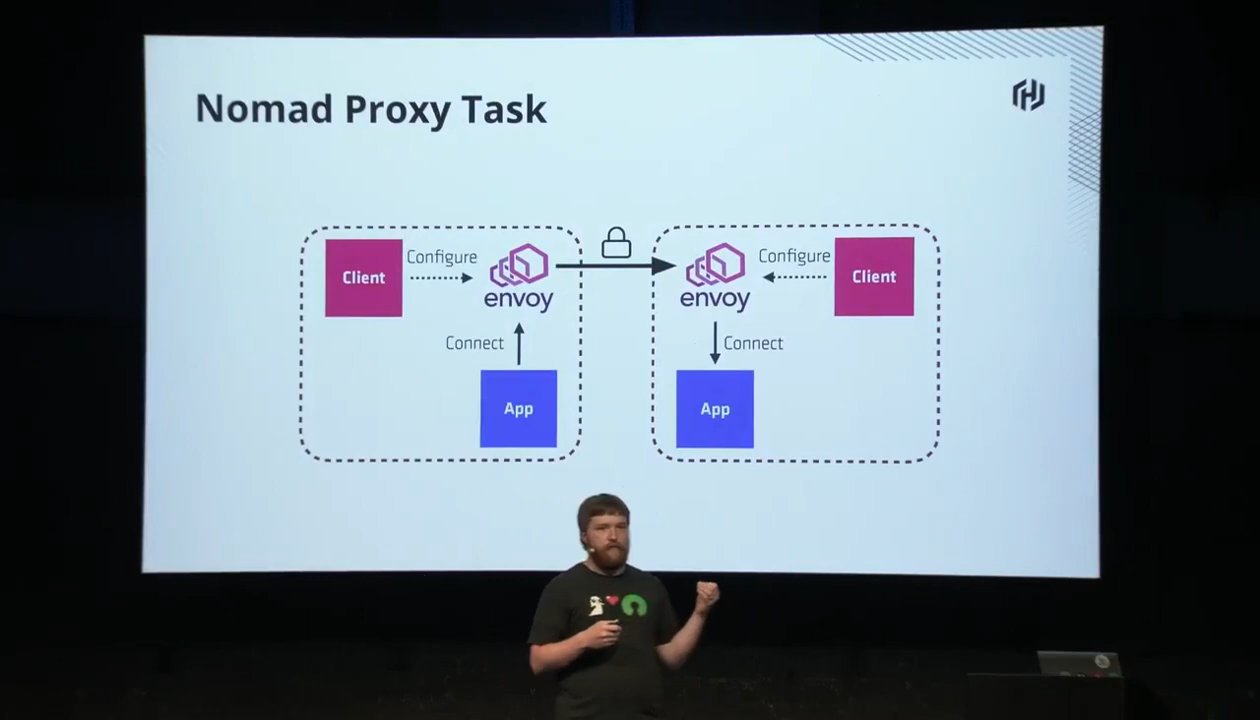 Nomad Proxy Task
Client
Configure
envoy
envoy
Configure
Client
Connect
Connect
App
App